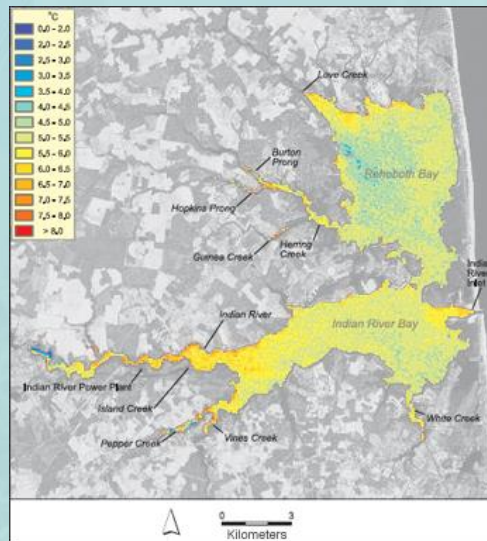 °C
0.0 - 2.0
2.0 - 2.5
2.5 - 3.0
3.0 - 3.5
3.5 - 4.0
4.0 - 4.5
4.5 - 5.0
5.0 - 5.5
5.5 - 6.0
6.0 - 6.5
6.5 - 7.0
7.0 - 7.5
7.5 - 8.0
> 8.0
Love Creek
Burton
Prong
Rehoboth Bay
Hopkins Prong
Guinea Creek
Herring
Creek
Indian
River
Inlet
Indian River
Indian River Bay
Indian River Power Plant
Island Creek
White Creek
Pepper Creek
Vines Creek
0 3
Kilometers